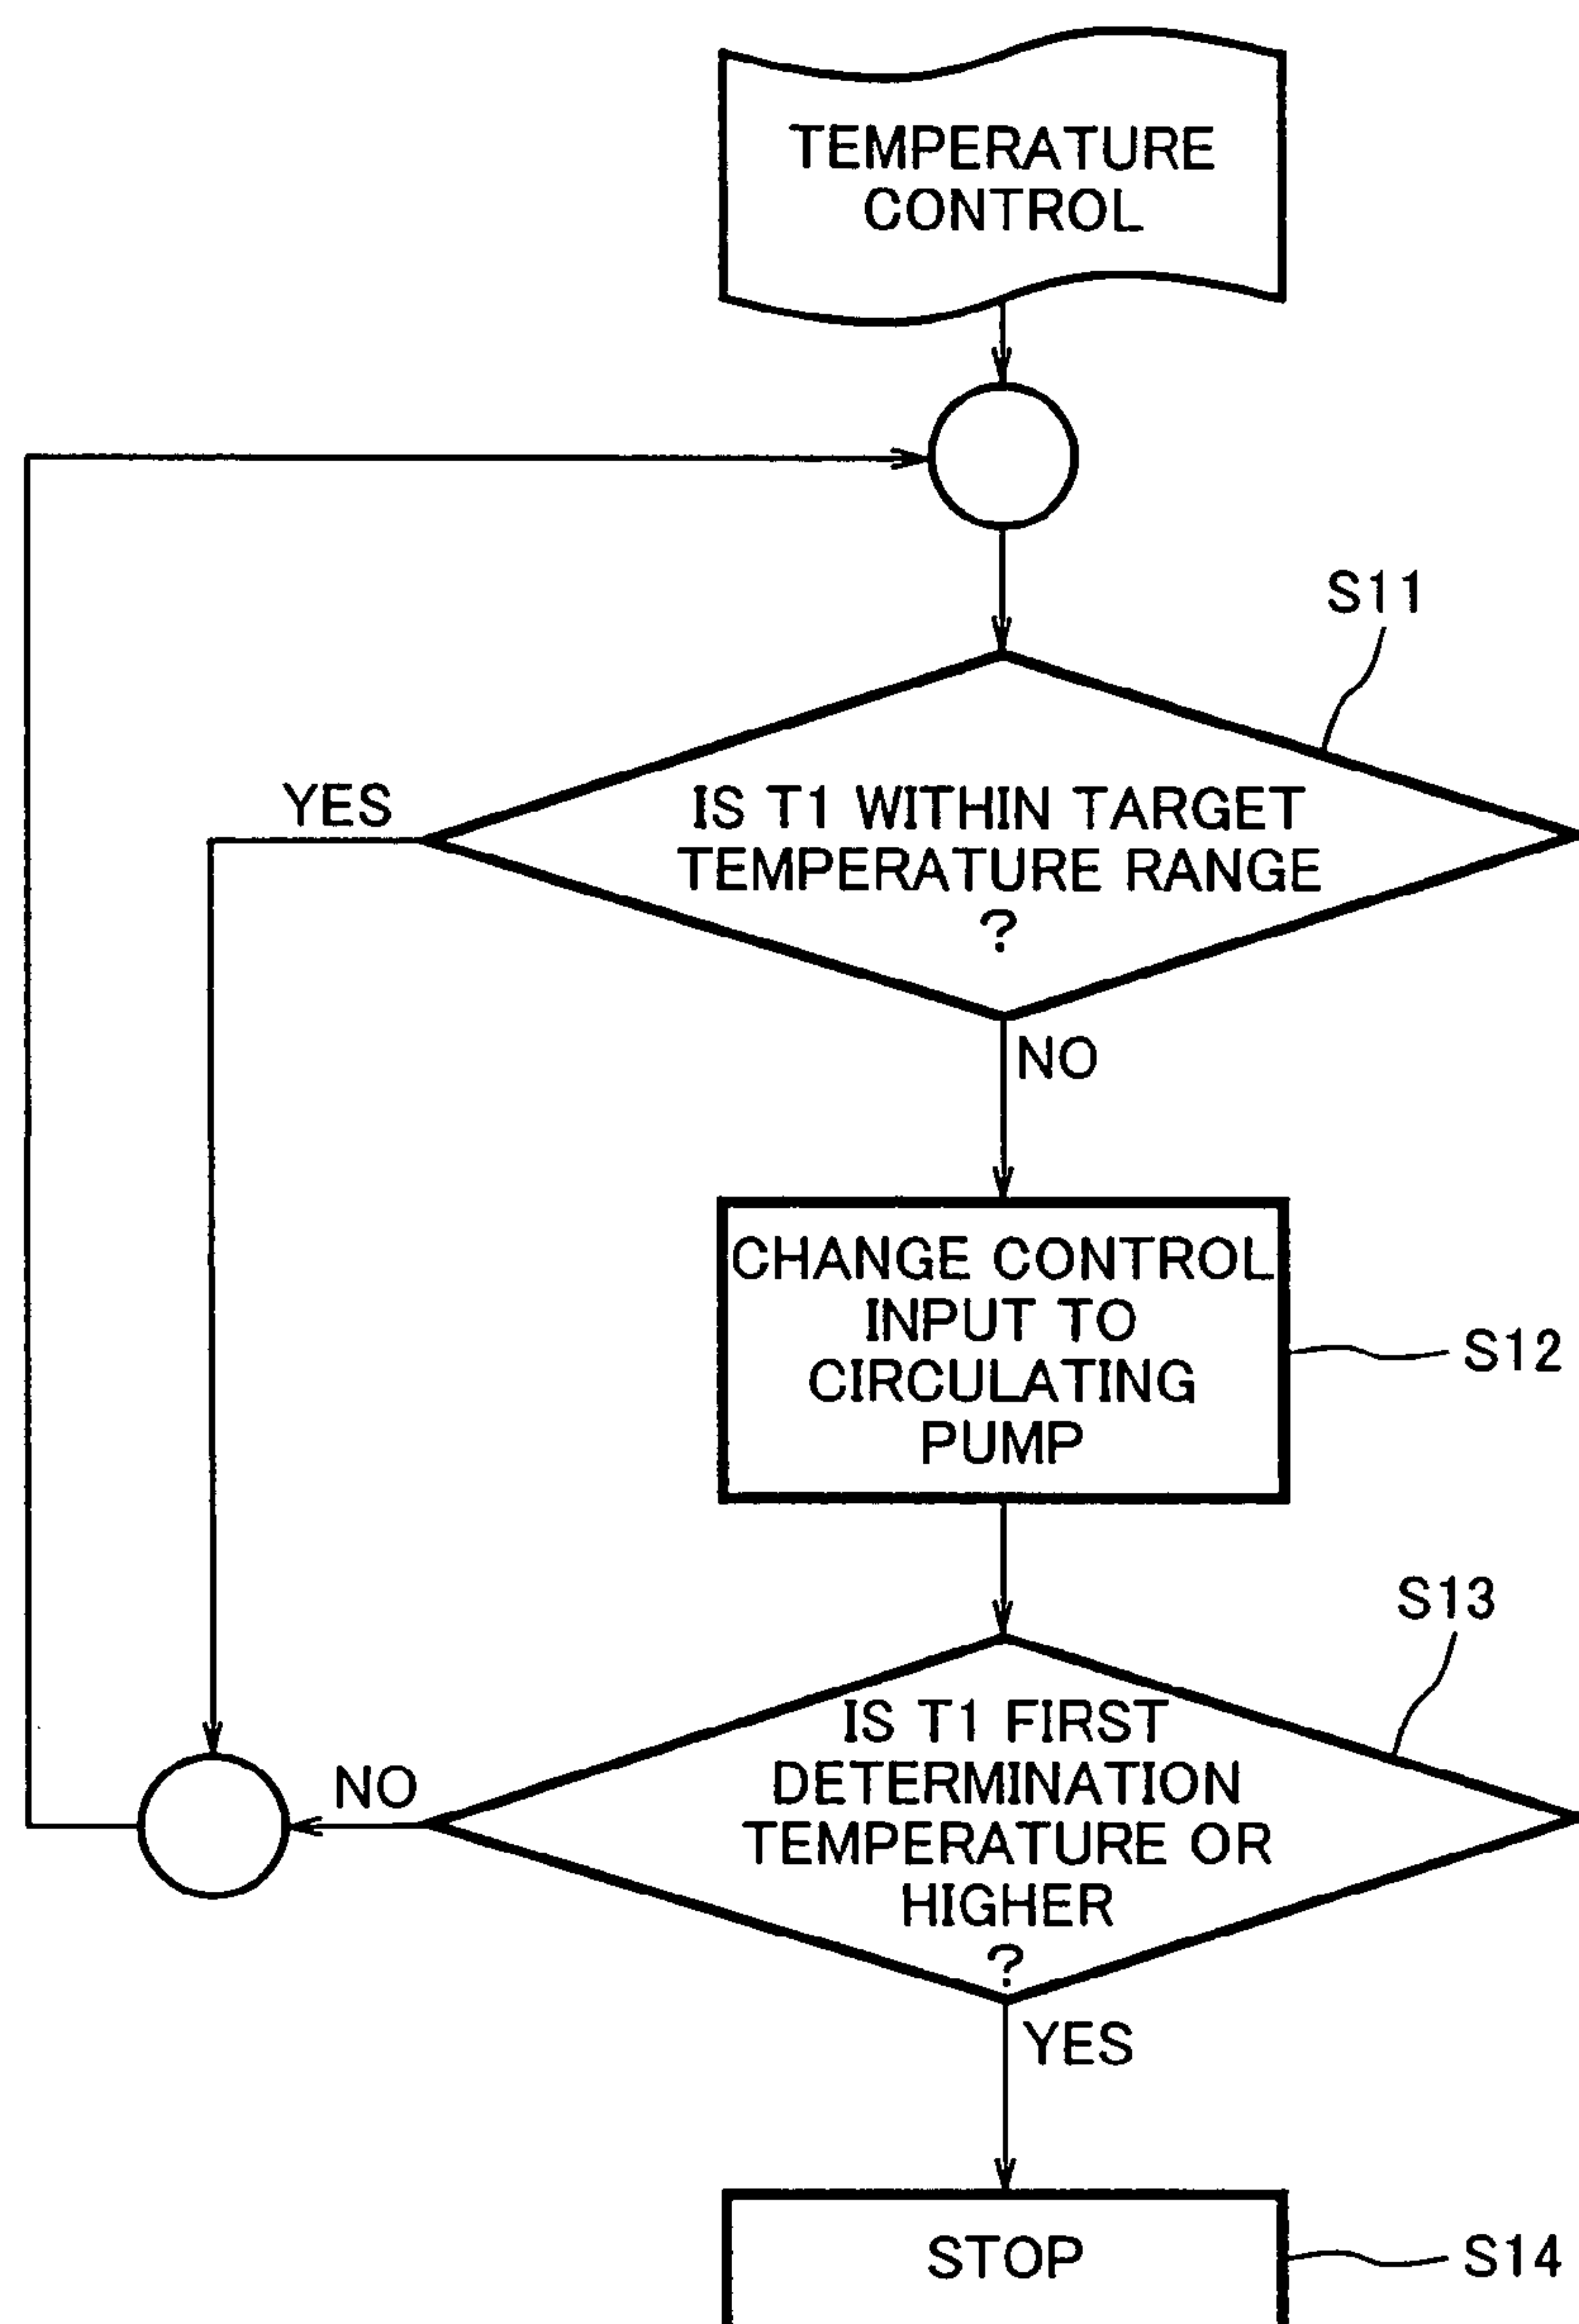 TEMPERATURE
CONTROL
S11
YES
IS T1 WITHIN TARGET
TEMPERATURE RANGE
?
NO
CHANGE CONTROL
INPUT TO
CIRCULATING
PUMP
S12
S13
IS T1 FIRST
DETERMINATION
TEMPERATURE OR
HIGHER
?
NO
YES
STOP
S14